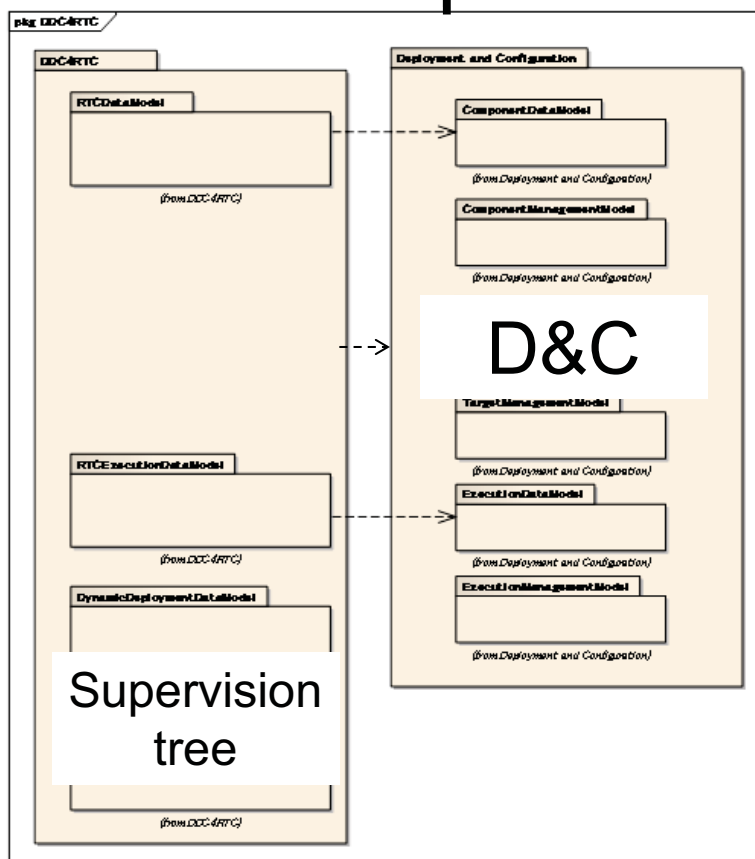 pkg DDC4RTC
DDC4RTC
RTCDataModel
(from DDC4RTC)
RTCExecutionDataModel
(from DDC4RTC)
DynamicDeploymentDataModel
Supervision
tree
(from DDC4RTC)
Deployment and Configuration
ComponentDataModel
(from Deployment and Configuration)
ComponentManagementModel
(from Deployment and Configuration)
D&C
TargetManagementModel
(from Deployment and Configuration)
ExecutionDataModel
(from Deployment and Configuration)
ExecutionManagementModel
(from Deployment and Configuration)